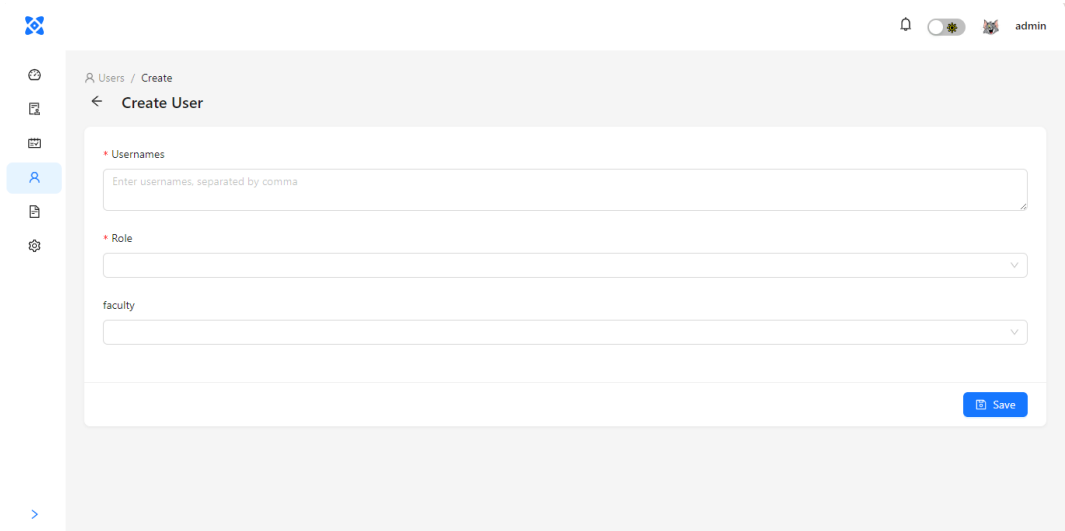 admin
Users / Create
Create User
* Usernames
Enter usernames, separated by comma
* Role
faculty
Save